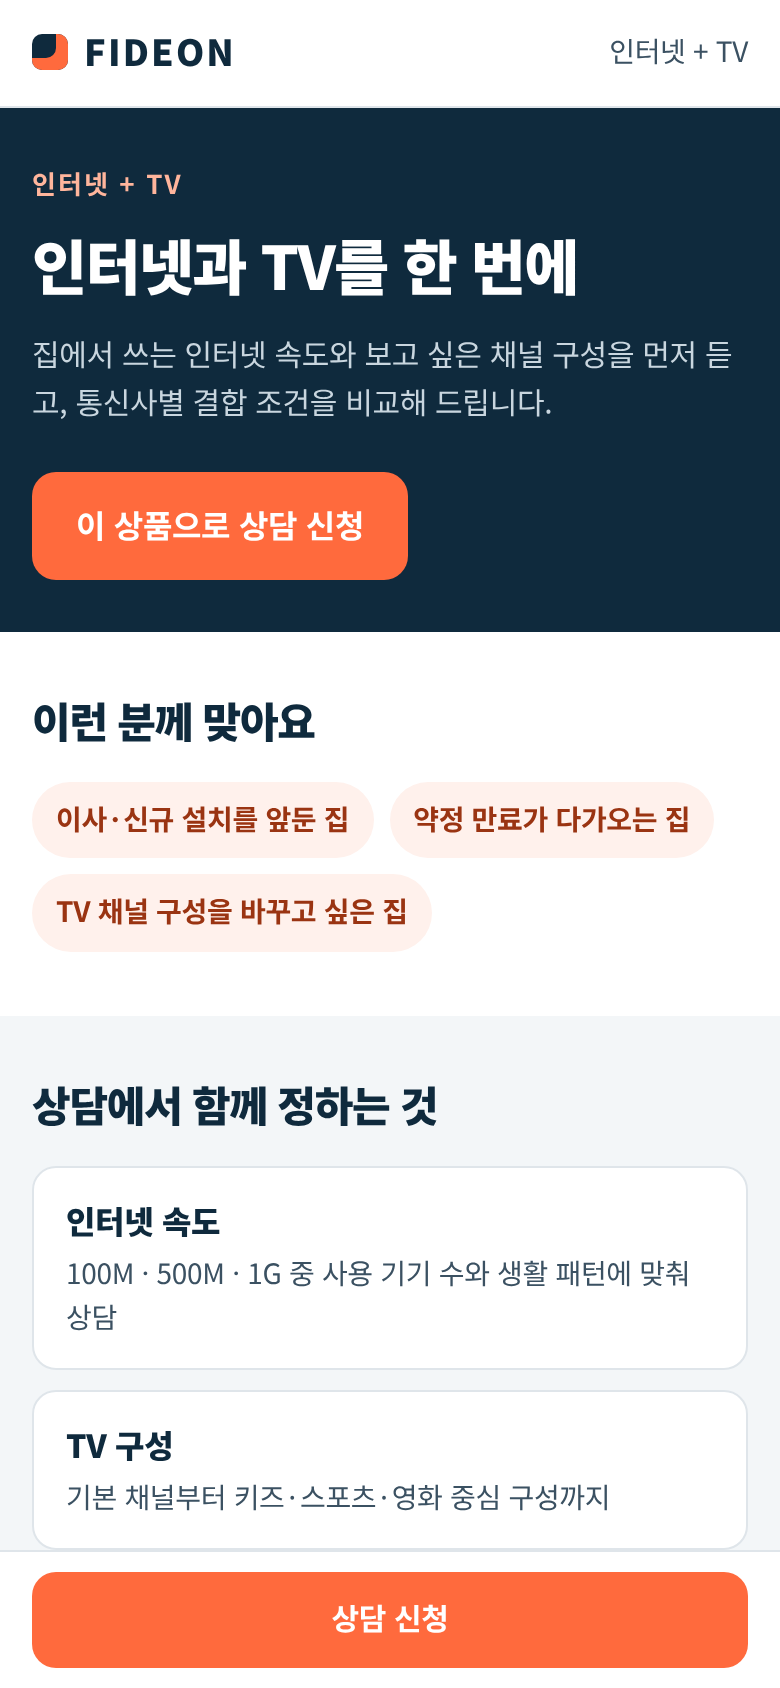 FIDEON
인터넷 + TV
인터넷 + TV
인터넷과 TV를 한 번에
집에서 쓰는 인터넷 속도와 보고 싶은 채널 구성을 먼저 듣
고, 통신사별 결합 조건을 비교해 드립니다.
이 상품으로 상담 신청
이런 분께 맞아요
이사·신규 설치를 앞둔 집
약정 만료가 다가오는 집
TV 채널 구성을 바꾸고 싶은 집
상담에서 함께 정하는 것
인터넷 속도
100M · 500M · 1G 중 사용 기기 수와 생활 패턴에 맞춰
상담
TV 구성
기본 채널부터 키즈·스포츠·영화 중심 구성까지
상담 신청